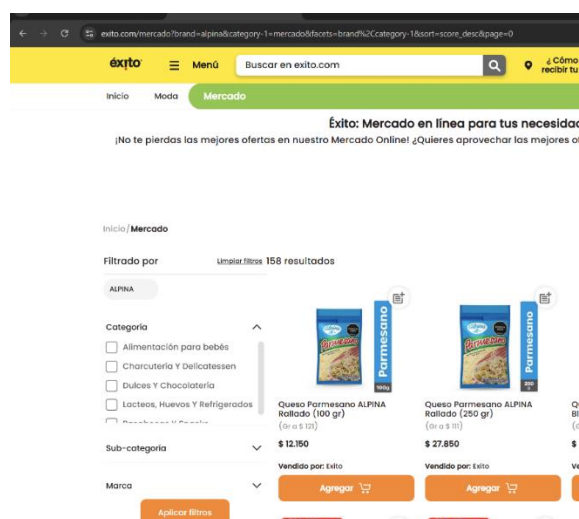 exito.com/mercado?brand=alpina&category-1=mercado&facets=brand%2Ccategory-1&sort=score_desc&page=0
éxito
Menú
Buscar en exito.com
¿Cómo
recibir tu
Inicio Moda Mercado
Éxito: Mercado en línea para tus necesidad
¡No te pierdas las mejores ofertas en nuestro Mercado Online! ¿Quieres aprovechar las mejores of
Inicio/Mercado
Filtrado por Limpiar filtros 158 resultados
ALPINA
Categoría
Alimentación para bebés
Charcutería Y Delicatessen
Dulces Y Chocolatería
Lacteos, Huevos Y Refrigerados
Sub-categoría
Marca
Aplicar filtros
Parmesano
100g
Queso Parmesano ALPINA
Rallado (100 gr)
(Gr a $ 121)
$ 12.150
Vendido por: Exito
Agregar
Parmesano
250
Queso Parmesano ALPINA
Rallado (250 gr)
(Gr a $ 111)
$ 27.850
Vendido por: Exito
Agregar